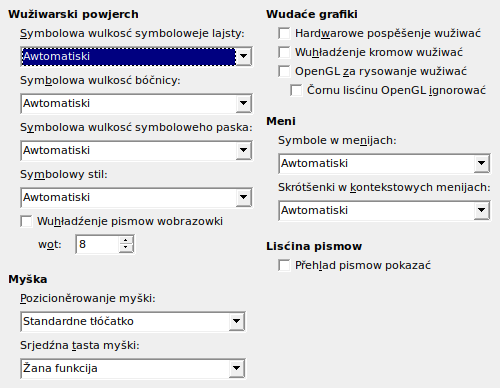 Wužiwarski powjerch
Symbolowa wulkosć symboloweje lajsty:
Awtomatiski
Symbolowa wulkosć bóčnicy:
Awtomatiski
Symbolowa wulkosć symboloweho paska:
Awtomatiski
Symbolowy stil:
Awtomatiski
Wuhładźenje pismow wobrazowki
wot: 8
Myška
Pozicioněrowanje myški:
Standardne tłóčatko
Srjedźna tasta myški:
Žana funkcija
Wudaće grafiki
Hardwarowe pospěšenje wužiwać
Wuhładźenje kromow wužiwać
OpenGL za rysowanje wužiwać
Čornu lisćinu OpenGL ignorować
Meni
Symbole w menijach:
Awtomatiski
Skrótšenki w kontekstowych menijach:
Awtomatiski
Lisćina pismow
Přehlad pismow pokazać